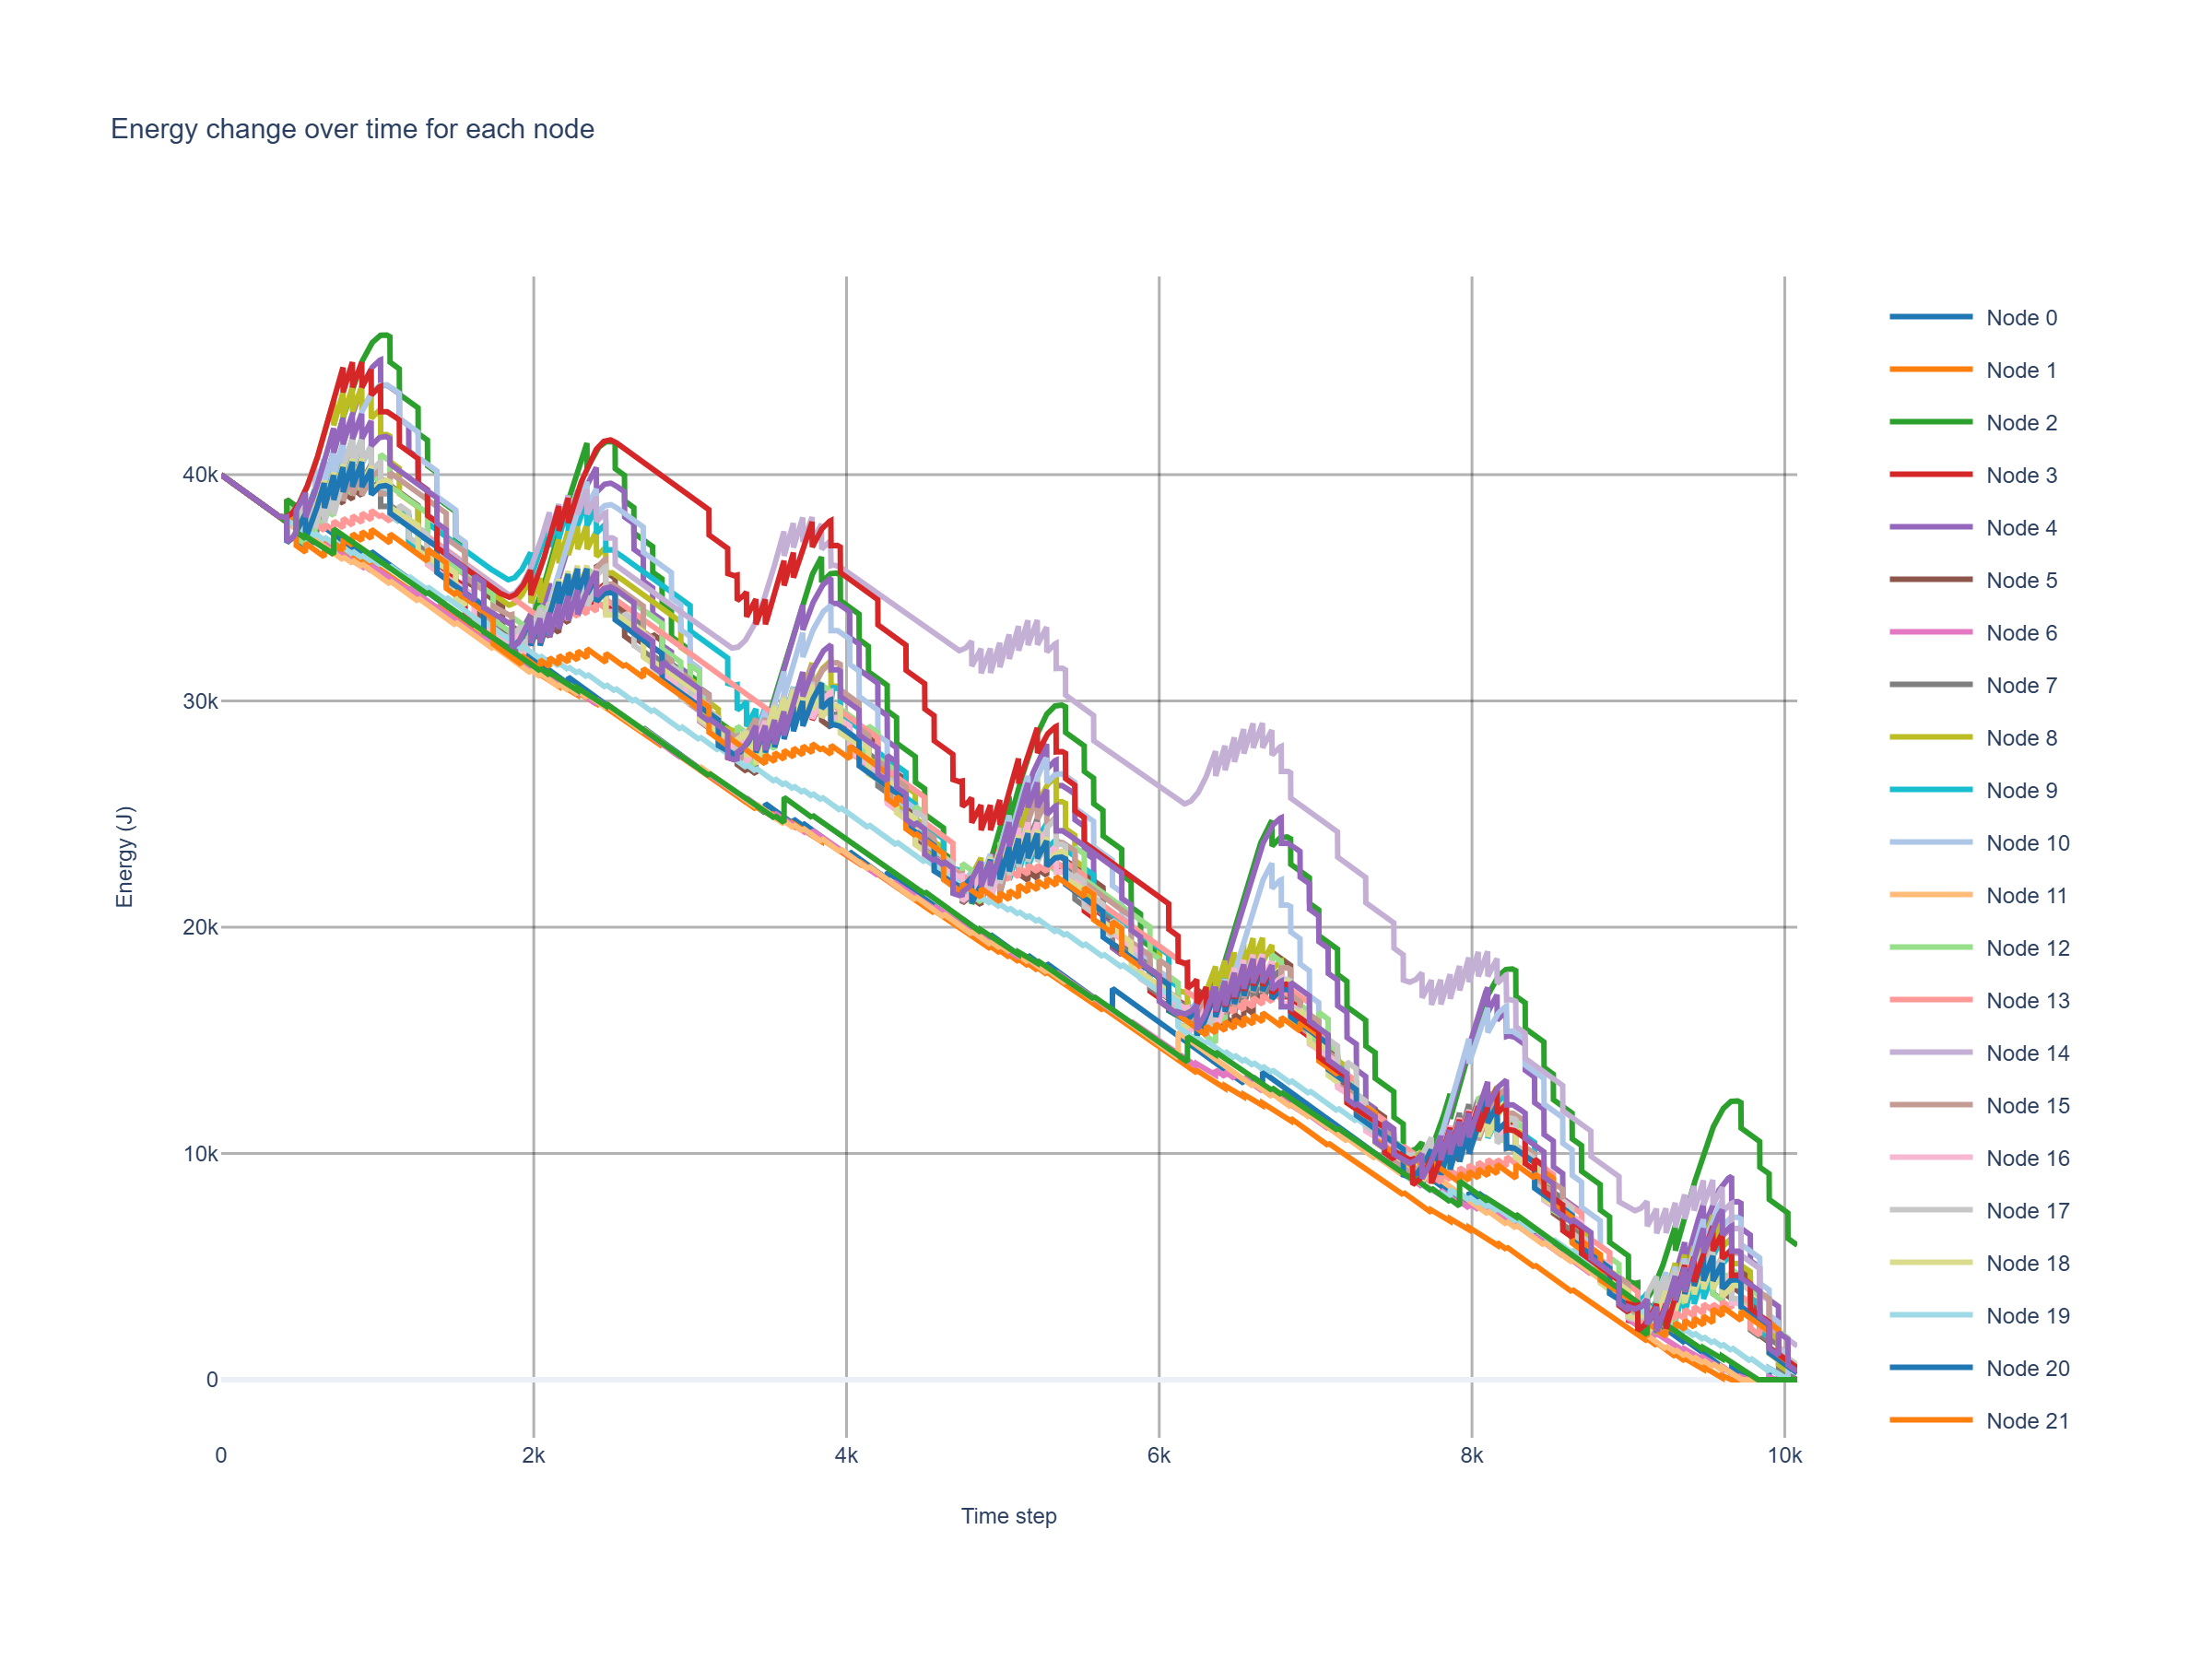 Energy change over time for each node
Energy (J)
40k
30k
20k
10k
0
0
2k
4k
6k
8k
10k
Time step
Node 0
Node 1
Node 2
Node 3
Node 4
Node 5
Node 6
Node 7
Node 8
Node 9
Node 10
Node 11
Node 12
Node 13
Node 14
Node 15
Node 16
Node 17
Node 18
Node 19
Node 20
Node 21